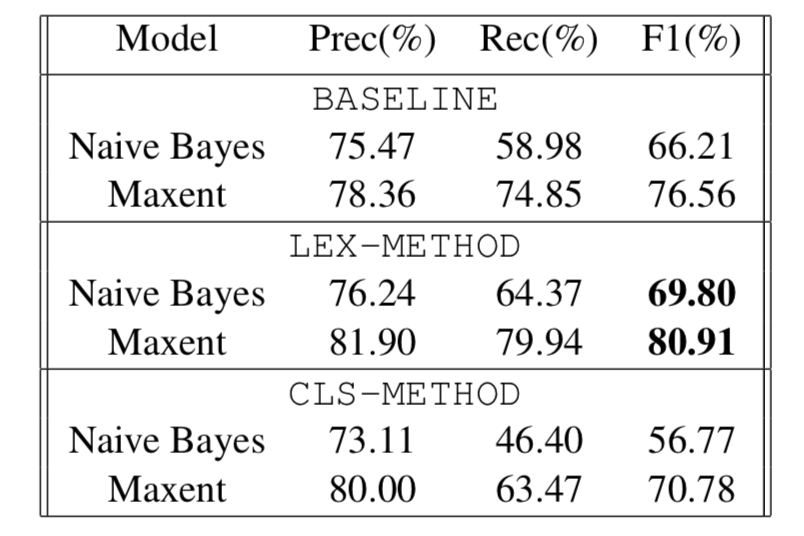 Model Prec(%) Rec(%) F1(%)
BASELINE
Naive Bayes 75.47 58.98 66.21
Maxent 78.36 74.85 76.56
LEX-METHOD
Naive Bayes 76.24 64.37 69.80
Maxent 81.90 79.94 80.91
CLS-METHOD
Naive Bayes 73.11 46.40 56.77
Maxent 80.00 63.47 70.78